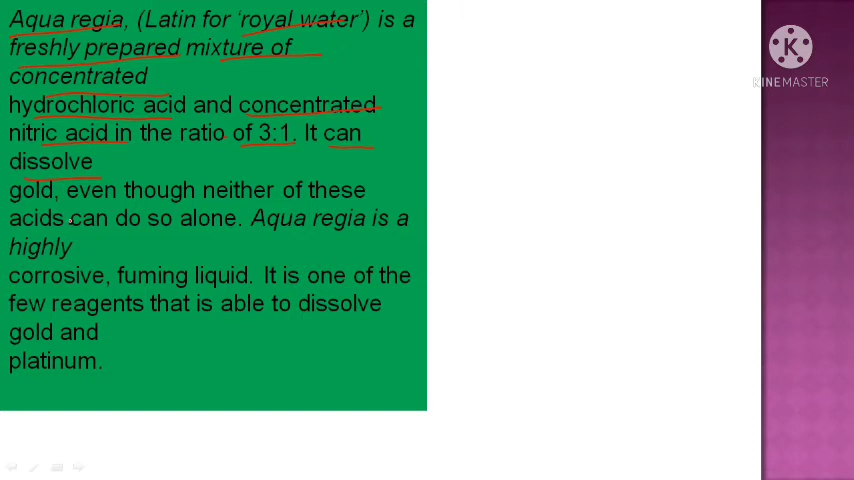 Aqua regia, (Latin for ‘royal water’) is a
freshly prepared mixture of
concentrated
hydrochloric acid and concentrated
nitric acid in the ratio of 3:1. It can
dissolve
gold, even though neither of these
acids can do so alone. Aqua regia is a
highly
corrosive, fuming liquid. It is one of the
few reagents that is able to dissolve
gold and
platinum.
K
KINEMASTER